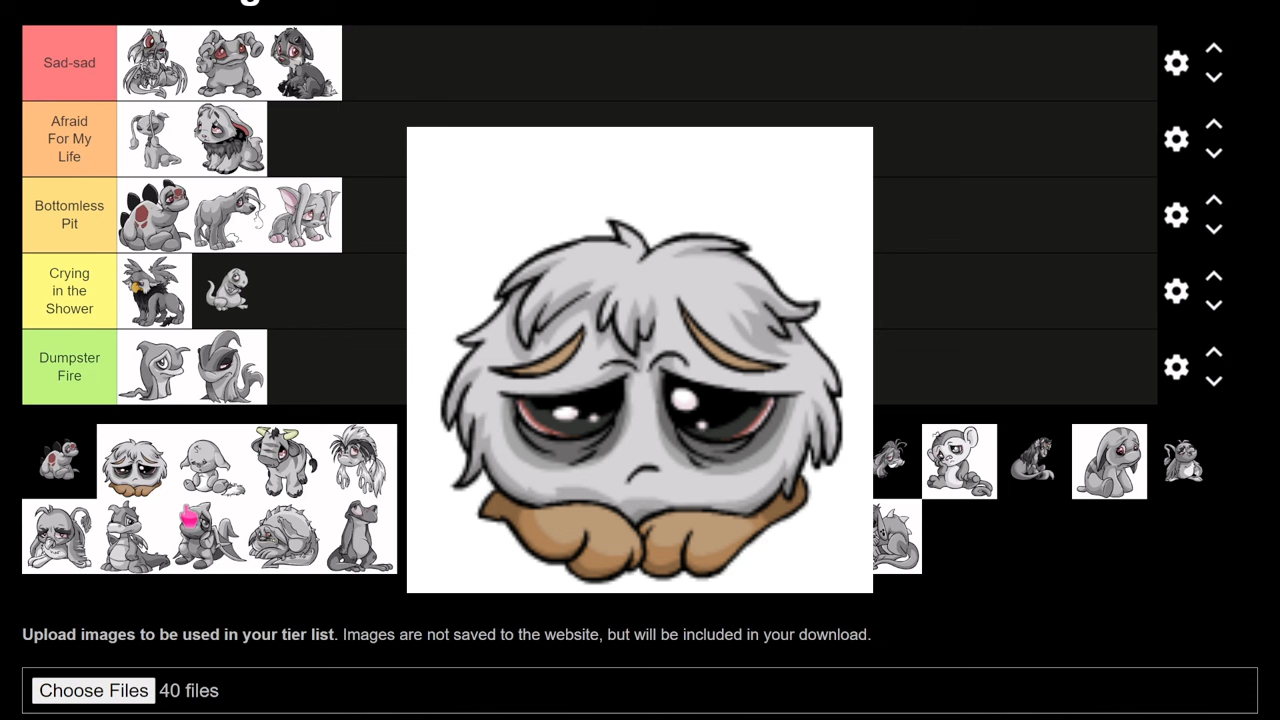 Sad-sad
Afraid
For My
Life
Bottomless
Pit
Crying
in the
Shower
Dumpster
Fire
Upload images to be used in your tier list. Images are not saved to the website, but will be included in your download.
Choose Files 40 files